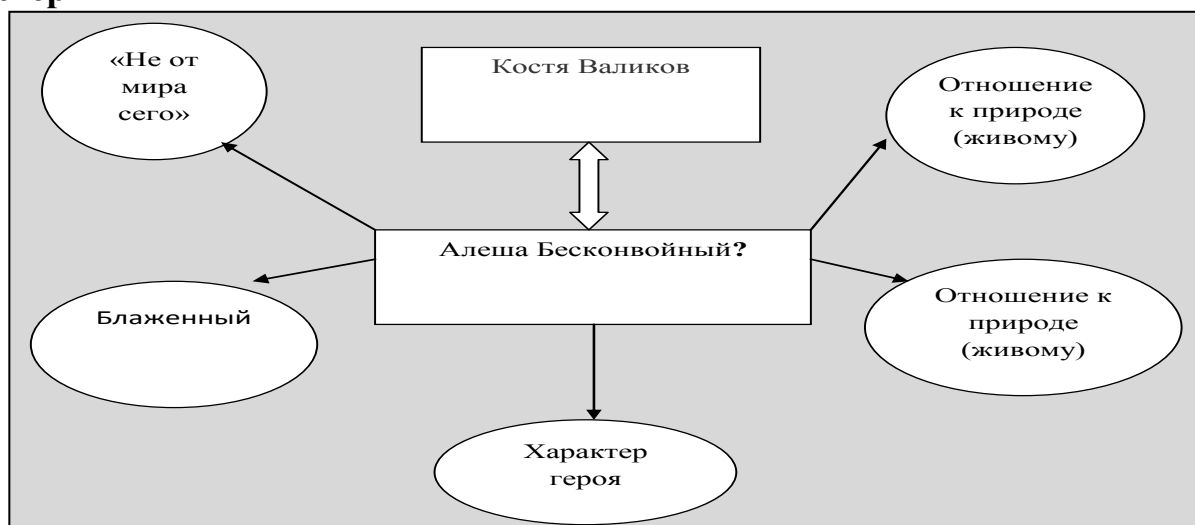 «Не от
мира
сего»
Костя Валиков
Отношение
к природе
(живому)
Алеша Бесконвойный?
Блаженный
Отношение к
природе
(живому)
Характер
героя